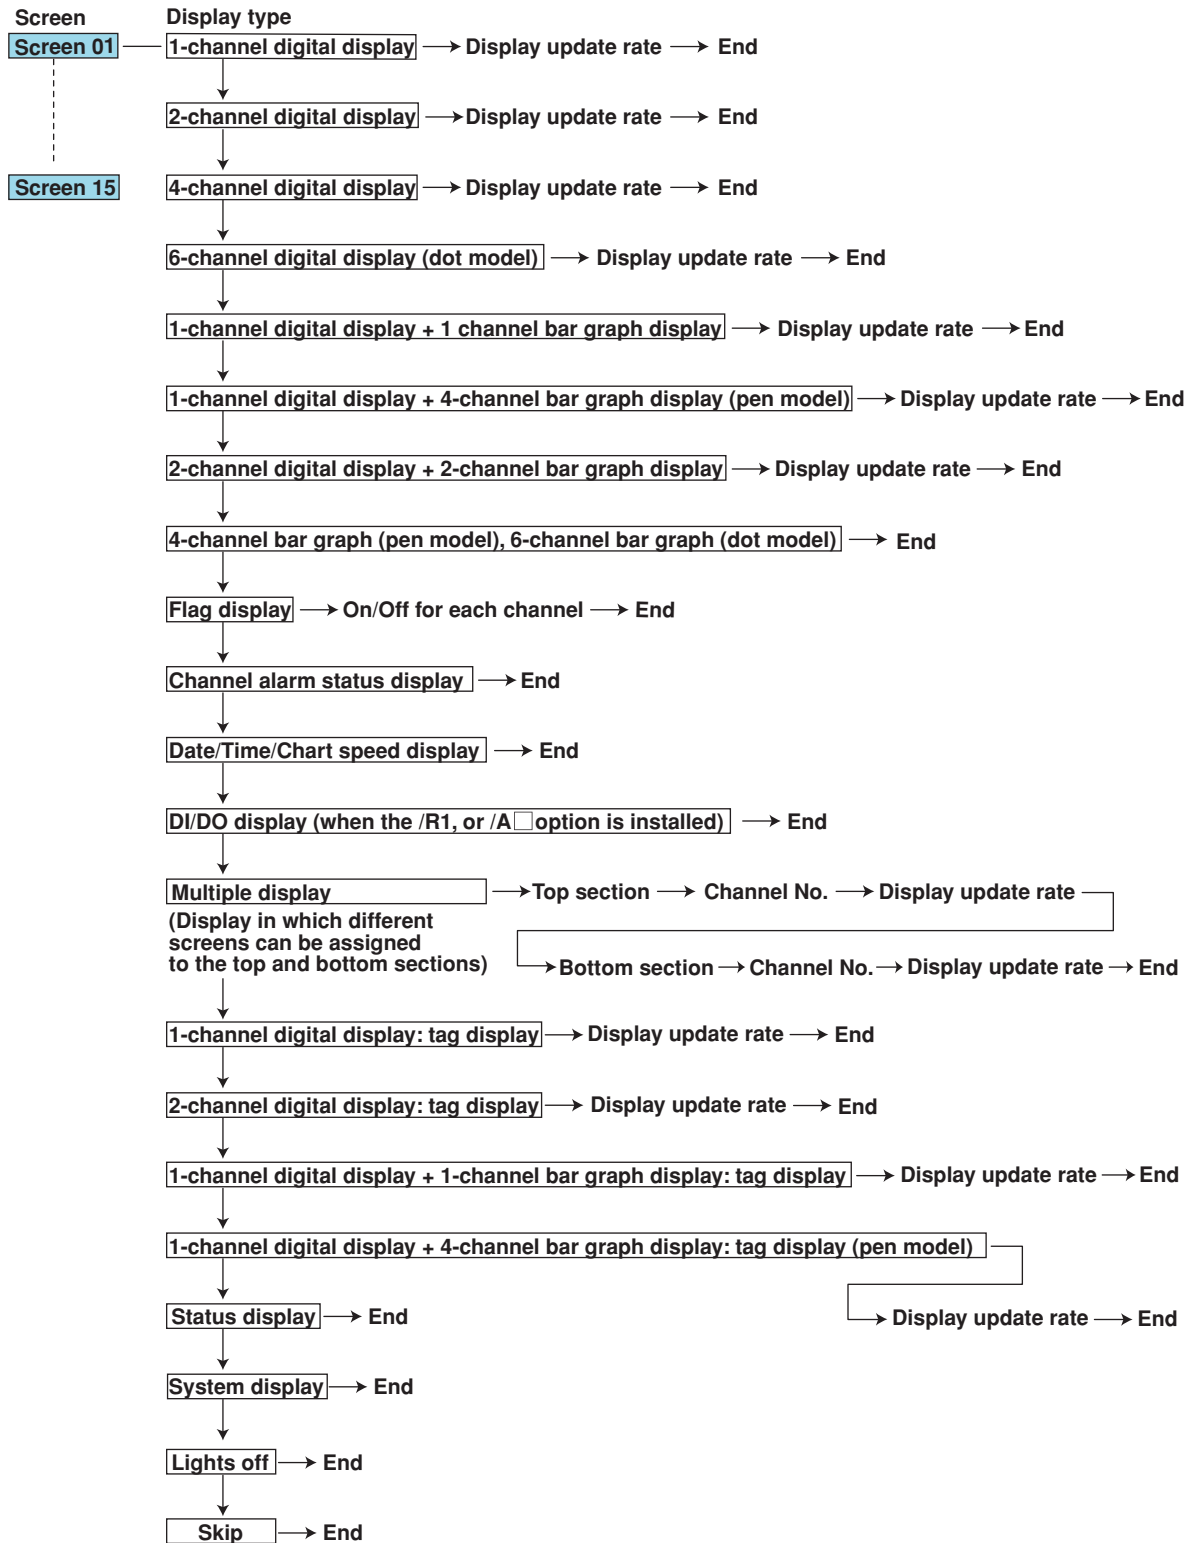 Screen Display type
Screen 01 1-channel digital display Display update rate End
2-channel digital display Display update rate End
Screen 15 4-channel digital display Display update rate End
6-channel digital display (dot model) Display update rate End
1-channel digital display + 1 channel bar graph display Display update rate End
1-channel digital display + 4-channel bar graph display (pen model) Display update rate End
2-channel digital display + 2-channel bar graph display Display update rate End
4-channel bar graph (pen model), 6-channel bar graph (dot model) End
Flag display On/Off for each channel End
Channel alarm status display End
Date/Time/Chart speed display End
DI/DO display (when the /R1, or /A□ option is installed) End
Multiple display Top section Channel No. Display update rate
(Display in which different
screens can be assigned
to the top and bottom sections) Bottom section Channel No. Display update rate End
1-channel digital display: tag display Display update rate End
2-channel digital display: tag display Display update rate End
1-channel digital display + 1-channel bar graph display: tag display Display update rate End
1-channel digital display + 4-channel bar graph display: tag display (pen model)
Status display End Display update rate End
System display End
Lights off End
Skip End